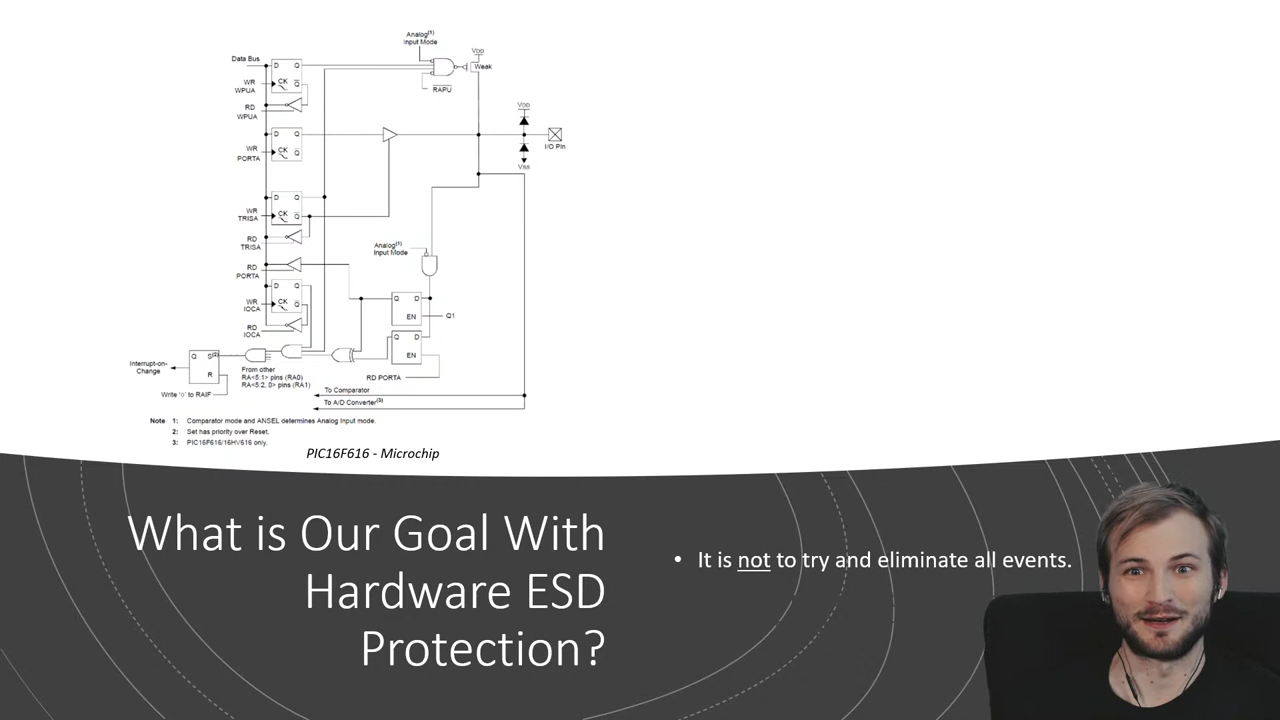 Analog(1)
Input Mode
VDD
Data Bus
D Q
Weak
WR
WPUA
CK Q
RAPU
RD
WPUA
VDD
D Q
I/O Pin
WR
PORTA
CK Q
VSS
D Q
WR
TRISA
CK Q
RD
TRISA
Analog(1)
Input Mode
RD
PORTA
D Q
Q D
WR
IOCA
CK Q
EN
Q1
RD
IOCA
Q D
EN
Interrupt-on-
Change
Q S(2)
R
From other
RA<5:1> pins (RA0)
RA<5:2, 0> pins (RA1)
RD PORTA
Write '0' to RAIF
To Comparator
To A/D Converter(3)
Note 1: Comparator mode and ANSEL determines Analog Input mode.
2: Set has priority over Reset.
3: PIC16F616/16HV616 only.
PIC16F616 - Microchip
What is Our Goal With
Hardware ESD
Protection?
• It is not to try and eliminate all events.